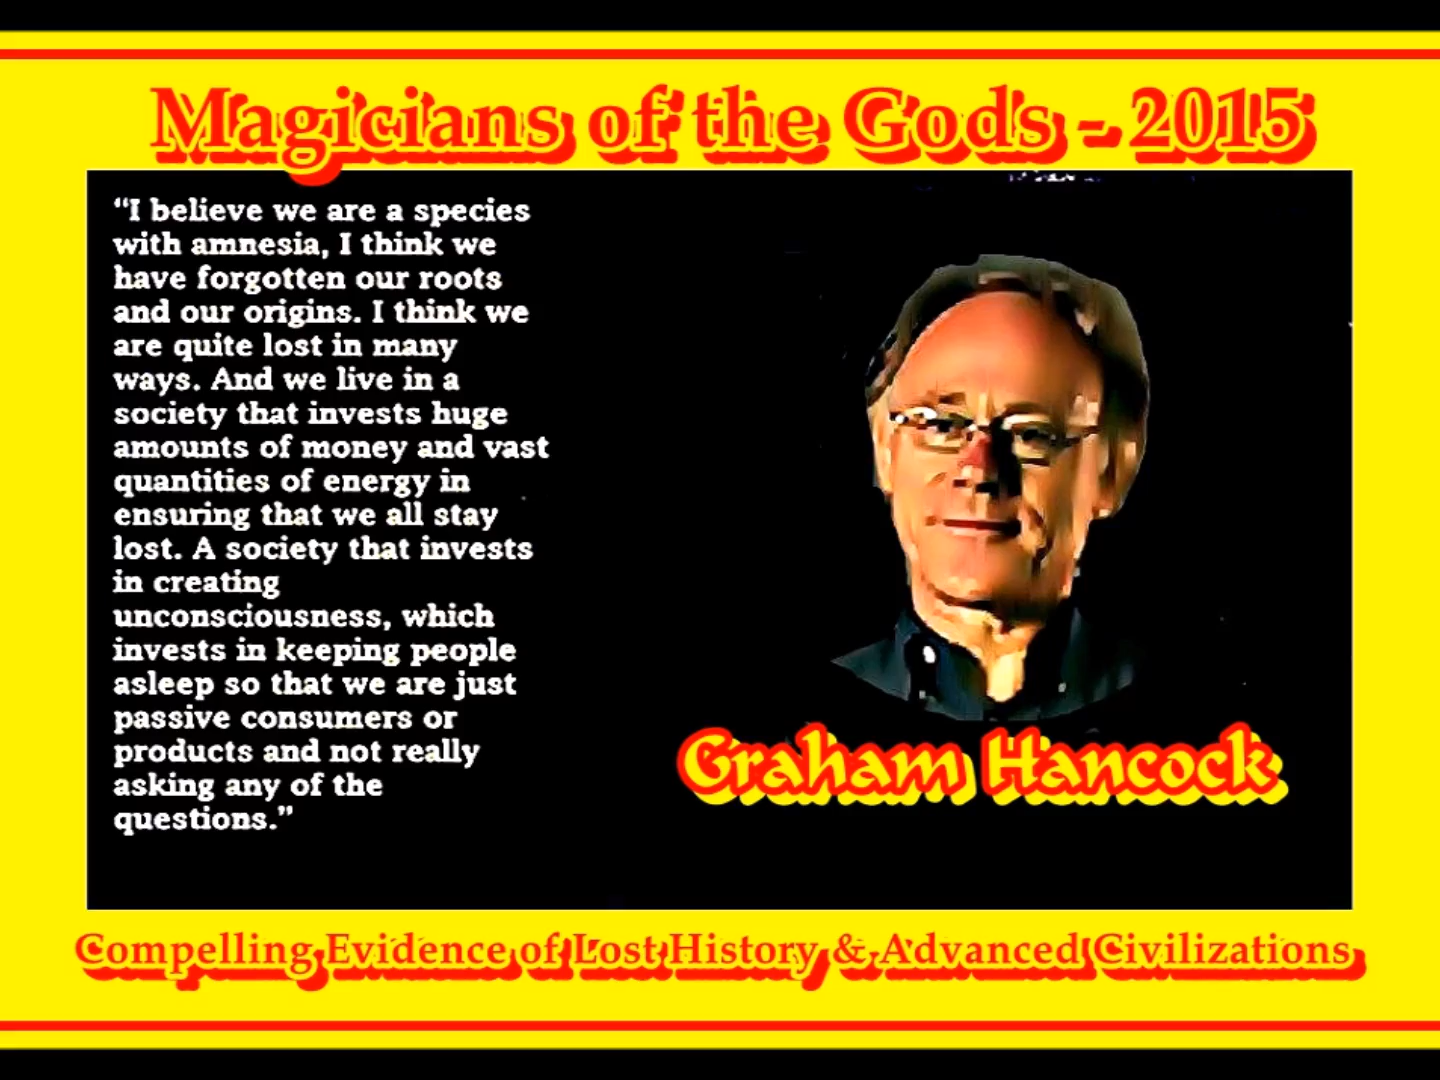 Magicians of the Gods - 2015
“I believe we are a species
with amnesia, I think we
have forgotten our roots
and our origins. I think we
are quite lost in many
ways. And we live in a
society that invests huge
amounts of money and vast
quantities of energy in
ensuring that we all stay
lost. A society that invests
in creating
unconsciousness, which
invests in keeping people
asleep so that we are just
passive consumers or
products and not really
asking any of the
questions.”
Graham Hancock
Compelling Evidence of Lost History & Advanced Civilizations